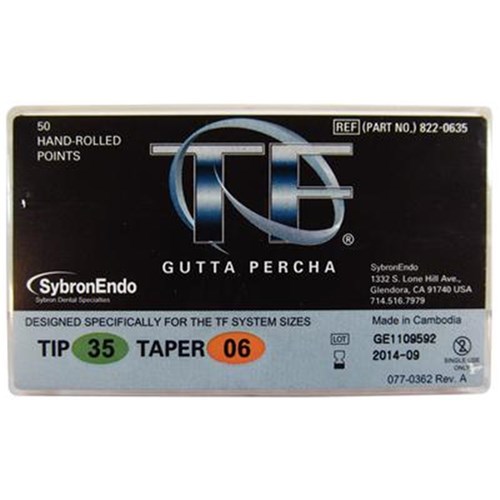 50
HAND-ROLLED
POINTS
REF (PART NO.) 822-0635
TF®
GUTTA PERCHA
SybronEndo
Sybron Dental Specialties
SybronEndo
1332 S. Lone Hill Ave.,
Glendora, CA 91740 USA
714.516.7979
DESIGNED SPECIFICALLY FOR THE TF SYSTEM SIZES
Made in Cambodia
TIP 35 TAPER 06
LOT GE1109592
2014-09
2
SINGLE USE
ONLY
077-0362 Rev. A